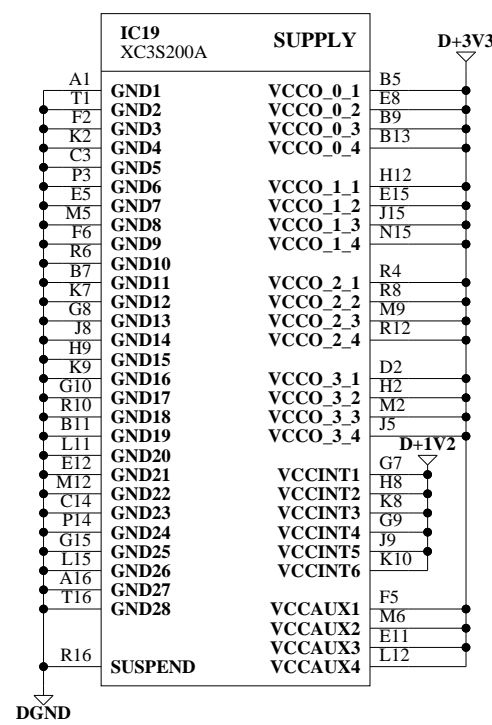 IC19
XC3S200A
SUPPLY
D+3V3
A1 GND1 VCCO_0_1 B5
T1 GND2 VCCO_0_2 E8
F2 GND3 VCCO_0_3 B9
K2 GND4 VCCO_0_4 B13
C3 GND5
P3 GND6 VCCO_1_1 H12
E5 GND7 VCCO_1_2 E15
M5 GND8 VCCO_1_3 J15
F6 GND9 VCCO_1_4 N15
R6 GND10
B7 GND11 VCCO_2_1 R4
K7 GND12 VCCO_2_2 R8
G8 GND13 VCCO_2_3 M9
J8 GND14 VCCO_2_4 R12
H9 GND15
K9 GND16 VCCO_3_1 D2
G10 GND17 VCCO_3_2 H2
R10 GND18 VCCO_3_3 M2
B11 GND19 VCCO_3_4 J5
L11 GND20 D+1V2
E12 GND21 VCCINT1 G7
M12 GND22 VCCINT2 H8
C14 GND23 VCCINT3 K8
P14 GND24 VCCINT4 G9
G15 GND25 VCCINT5 J9
L15 GND26 VCCINT6 K10
A16 GND27
T16 GND28 VCCAUX1 F5
VCCAUX2 M6
VCCAUX3 E11
R16 SUSPEND VCCAUX4 L12
DGND